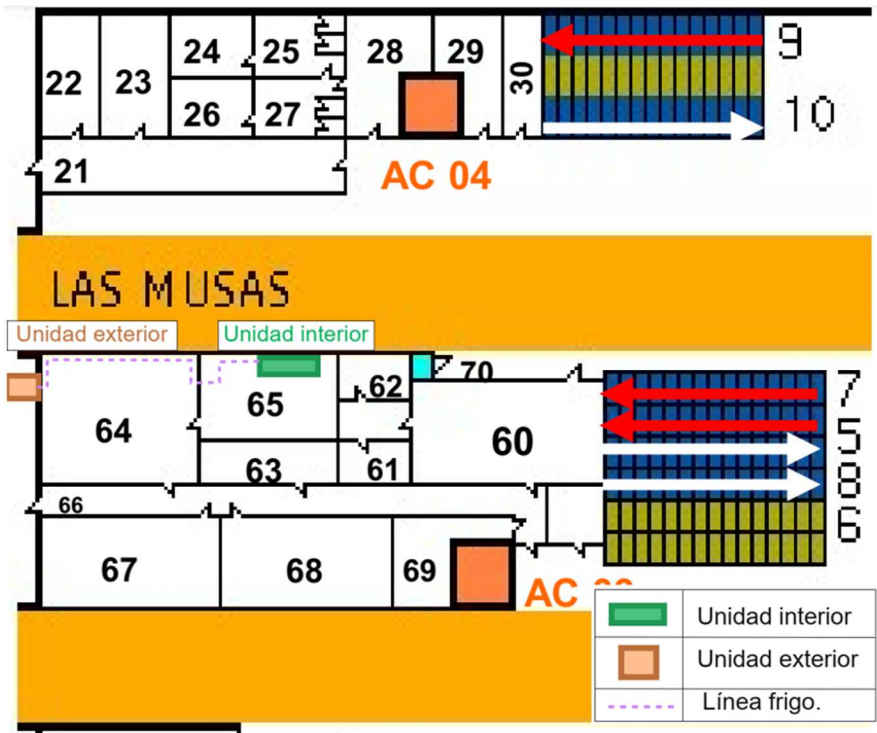 24 25 28 29 9
22 23 30
26 27 10
21 AC 04
LAS MUSAS
Unidad exterior Unidad interior
70 7
62
65
64 60 5
63 61 8
66 6
67 68 69
AC
Unidad interior
Unidad exterior
Línea frigo.